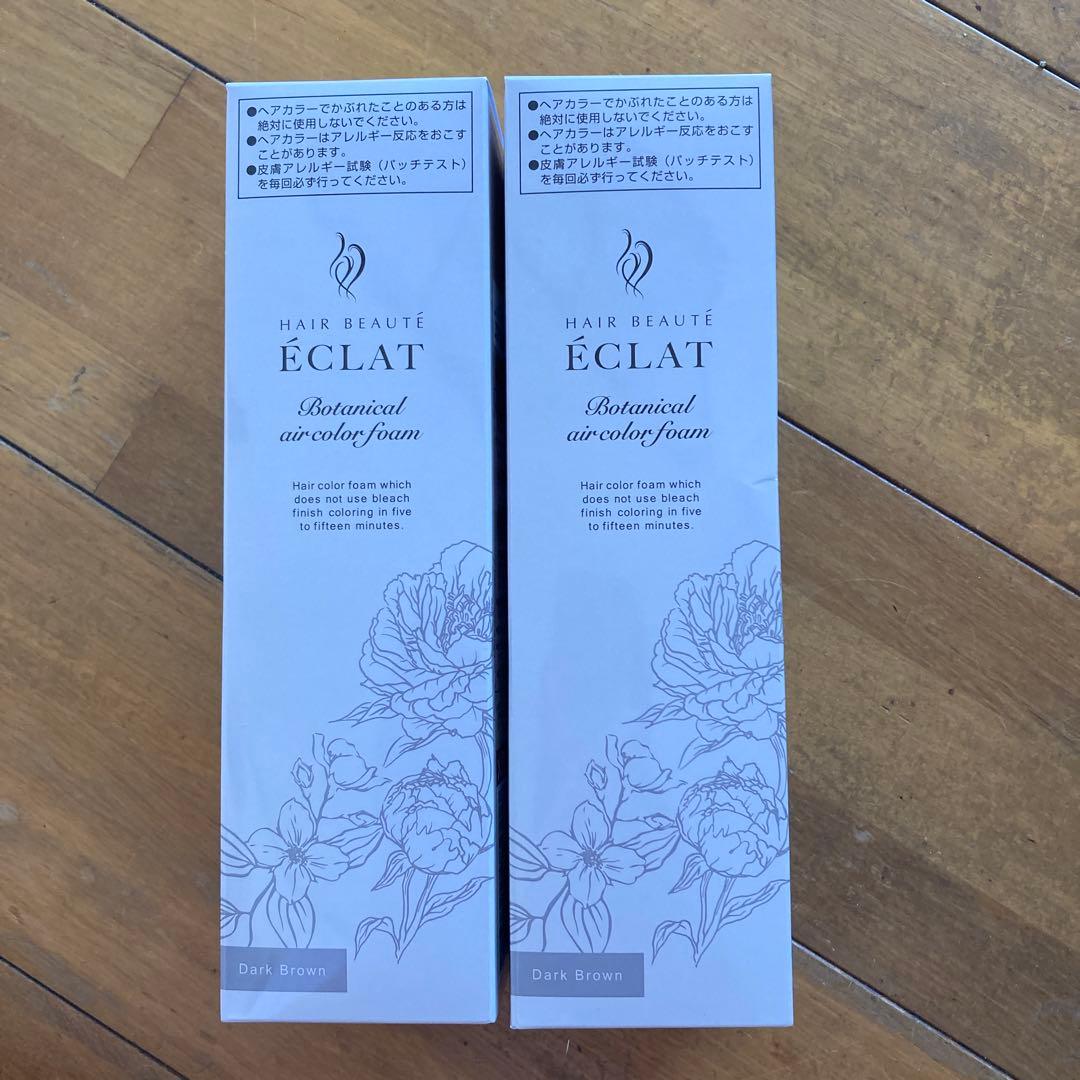 ●ヘアカラーでかぶれたことのある方は
絶対に使用しないでください。
●ヘアカラーはアレルギー反応をおこす
ことがあります。
●皮膚アレルギー試験（パッチテスト）
を毎回必ず行ってください。
HAIR BEAUTÉ
ÉCLAT
Botanical
air color foam
Hair color foam which
does not use bleach
finish coloring in five
to fifteen minutes.
Dark Brown
●ヘアカラーでかぶれたことのある方は
絶対に使用しないでください。
●ヘアカラーはアレルギー反応をおこす
ことがあります。
●皮膚アレルギー試験（パッチテスト）
を毎回必ず行ってください。
HAIR BEAUTÉ
ÉCLAT
Botanical
air color foam
Hair color foam which
does not use bleach
finish coloring in five
to fifteen minutes.
Dark Brown